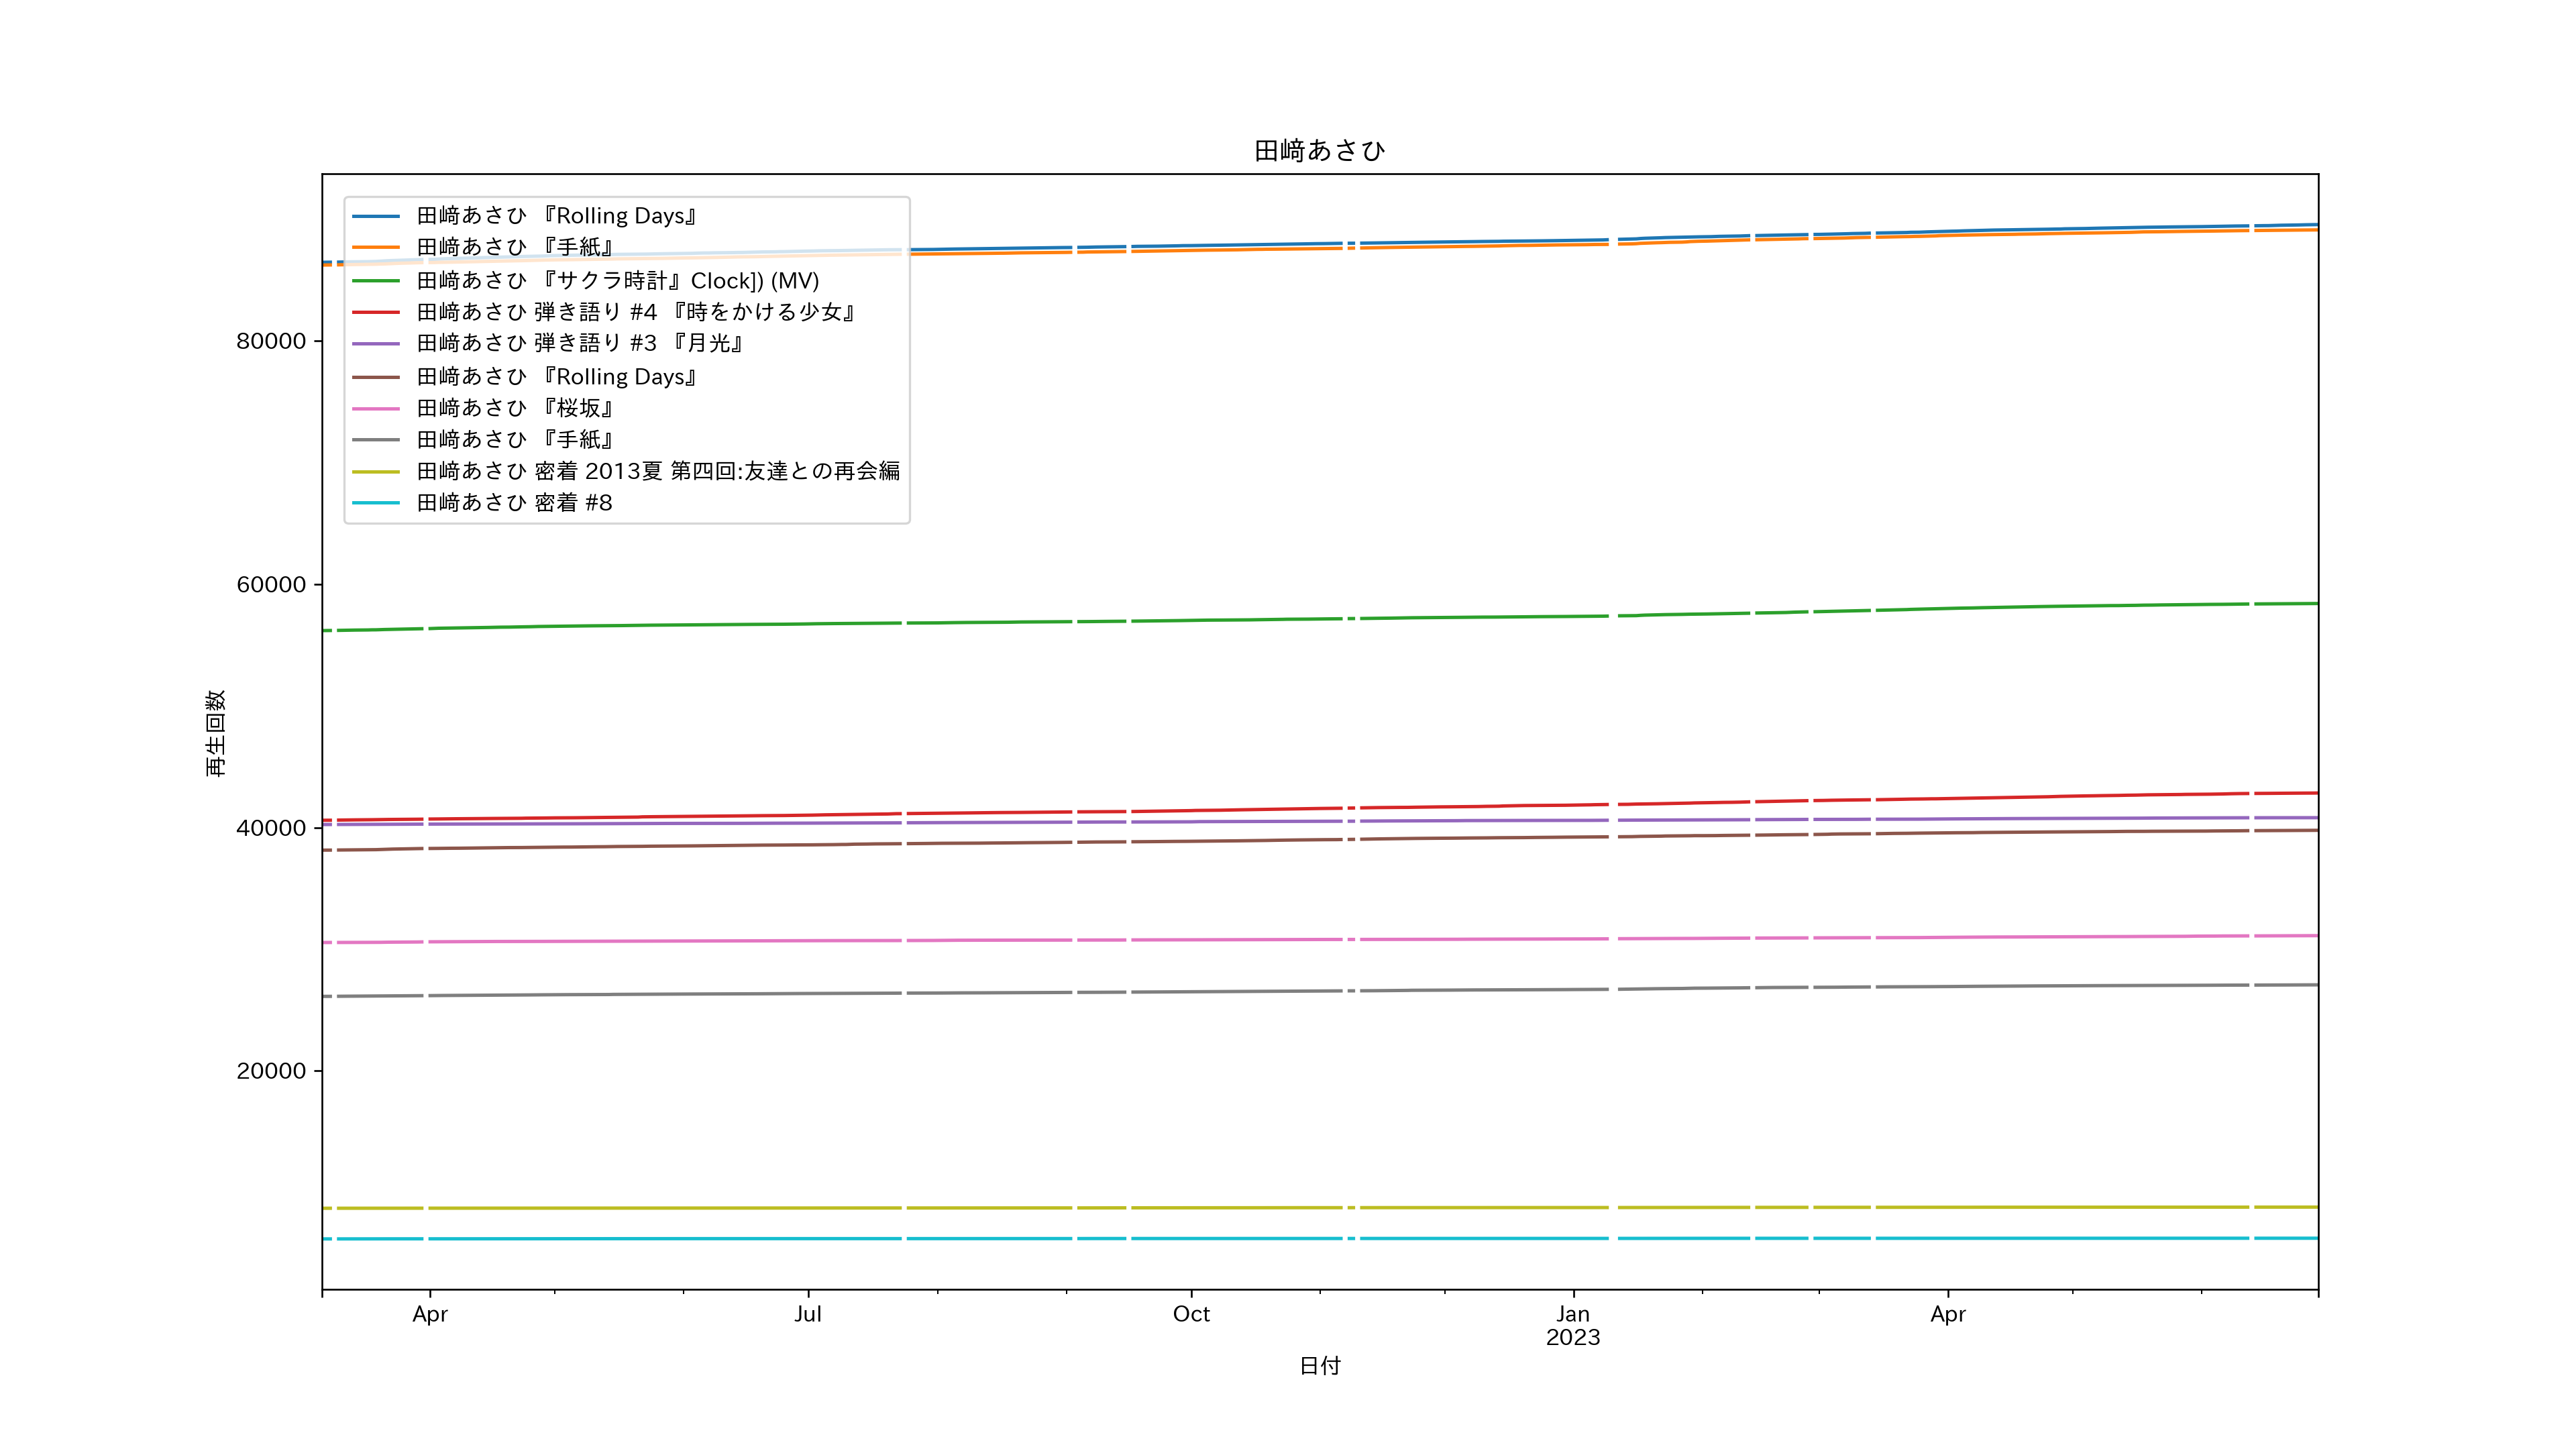 田﨑あさひ
田﨑あさひ 『Rolling Days』
田﨑あさひ 『手紙』
田﨑あさひ 『サクラ時計』Clock]) (MV)
田﨑あさひ 弾き語り #4 『時をかける少女』
田﨑あさひ 弾き語り #3 『月光』
田﨑あさひ 『Rolling Days』
田﨑あさひ 『桜坂』
田﨑あさひ 『手紙』
田﨑あさひ 密着 2013夏 第四回:友達との再会編
田﨑あさひ 密着 #8
80000
60000
40000
20000
再生回数
Apr
Jul
Oct
Jan
2023
Apr
日付